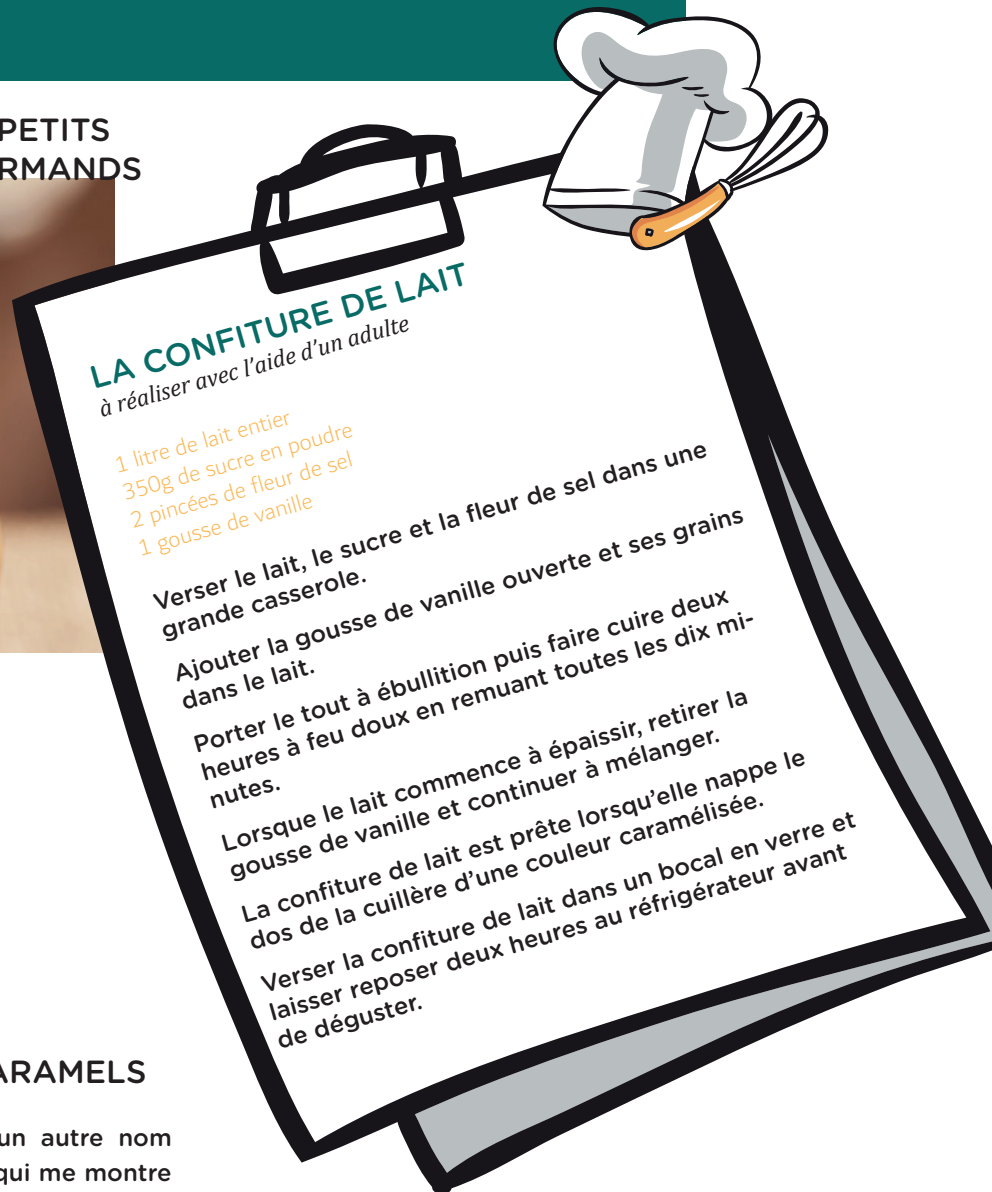 PETITS
RMANDS
LA CONFITURE DE LAIT
à réaliser avec l'aide d'un adulte
1 litre de lait entier
350g de sucre en poudre
2 pincées de fleur de sel
1 gousse de vanille
Verser le lait, le sucre et la fleur de sel dans une
grande casserole.
Ajouter la gousse de vanille ouverte et ses grains
dans le lait.
Porter le tout à ébullition puis faire cuire deux
heures à feu doux en remuant toutes les dix mi-
nutes.
Lorsque le lait commence à épaissir, retirer la
gousse de vanille et continuer à mélanger.
La confiture de lait est prête lorsqu'elle nappe le
dos de la cuillère d'une couleur caramélisée.
Verser la confiture de lait dans un bocal en verre et
laisser reposer deux heures au réfrigérateur avant
de déguster.
ARAMELS
un autre nom
qui me montre